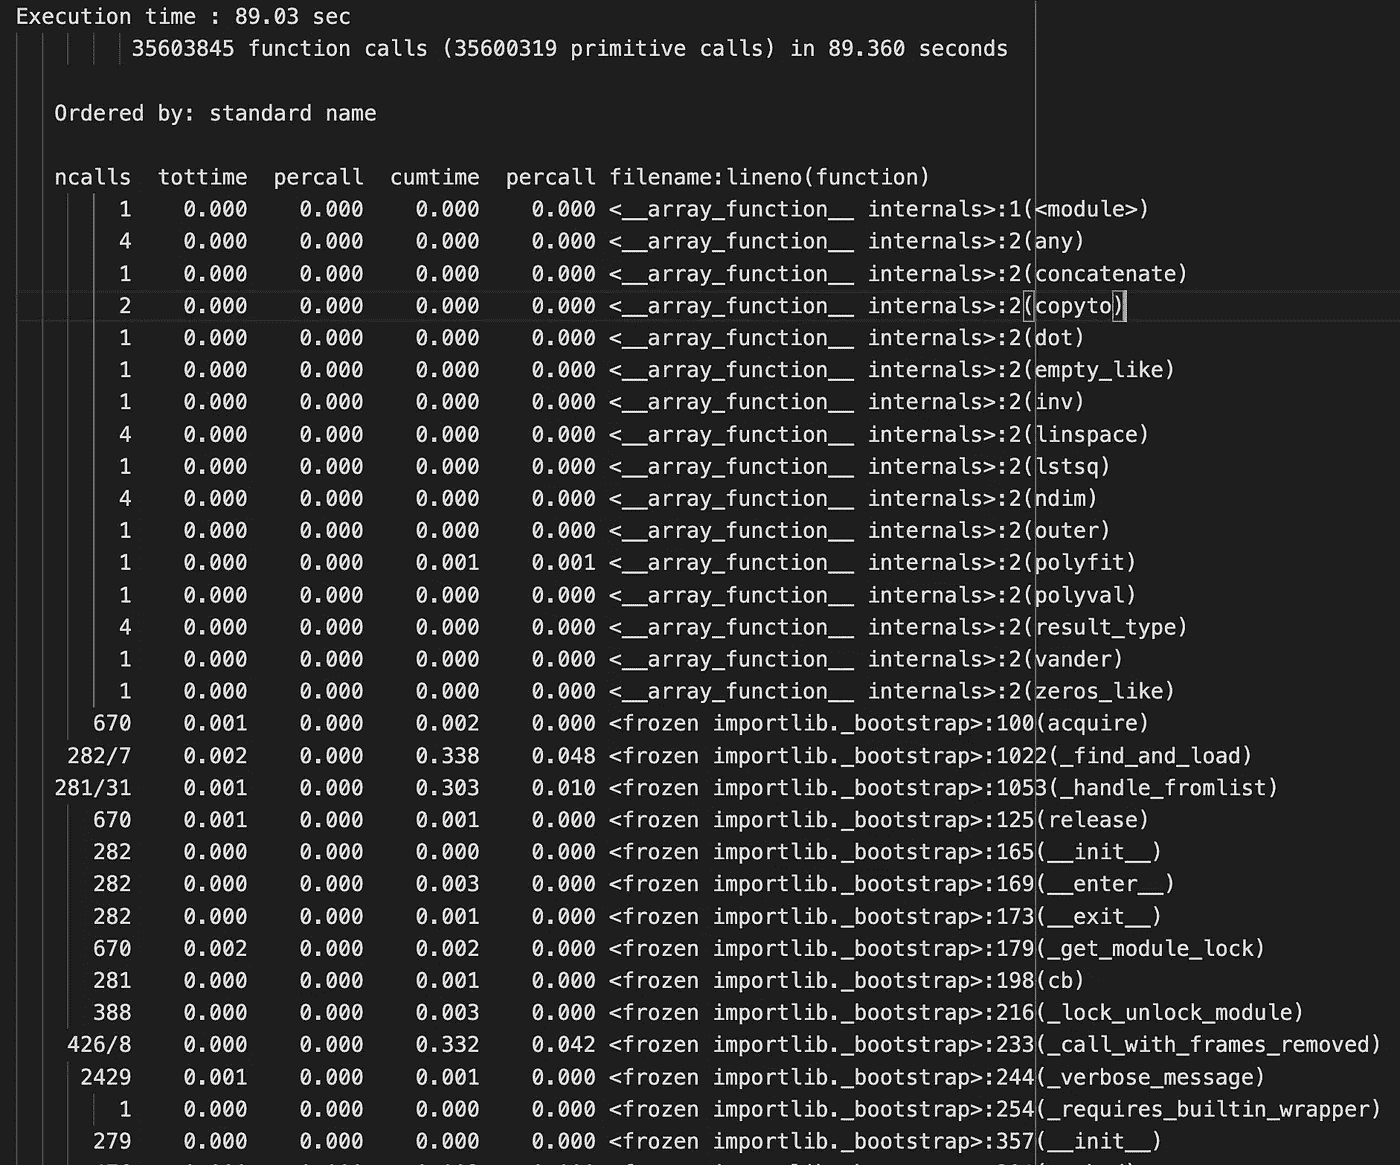 Execution time : 89.03 sec
35603845 function calls (35600319 primitive calls) in 89.360 seconds
Ordered by: standard name
ncalls tottime percall cumtime percall filename:lineno(function)
1 0.000 0.000 0.000 0.000 <__array_function__ internals>:1(<module>)
4 0.000 0.000 0.000 0.000 <__array_function__ internals>:2(any)
1 0.000 0.000 0.000 0.000 <__array_function__ internals>:2(concatenate)
2 0.000 0.000 0.000 0.000 <__array_function__ internals>:2(copyto)
1 0.000 0.000 0.000 0.000 <__array_function__ internals>:2(dot)
1 0.000 0.000 0.000 0.000 <__array_function__ internals>:2(empty_like)
1 0.000 0.000 0.000 0.000 <__array_function__ internals>:2(inv)
4 0.000 0.000 0.000 0.000 <__array_function__ internals>:2(linspace)
1 0.000 0.000 0.000 0.000 <__array_function__ internals>:2(lstsq)
4 0.000 0.000 0.000 0.000 <__array_function__ internals>:2(ndim)
1 0.000 0.000 0.000 0.000 <__array_function__ internals>:2(outer)
1 0.000 0.000 0.001 0.001 <__array_function__ internals>:2(polyfit)
1 0.000 0.000 0.000 0.000 <__array_function__ internals>:2(polyval)
4 0.000 0.000 0.000 0.000 <__array_function__ internals>:2(result_type)
1 0.000 0.000 0.000 0.000 <__array_function__ internals>:2(vander)
1 0.000 0.000 0.000 0.000 <__array_function__ internals>:2(zeros_like)
670 0.001 0.000 0.002 0.000 <frozen importlib._bootstrap>:100(acquire)
282/7 0.002 0.000 0.338 0.048 <frozen importlib._bootstrap>:1022(_find_and_load)
281/31 0.001 0.000 0.303 0.010 <frozen importlib._bootstrap>:1053(_handle_fromlist)
670 0.001 0.000 0.001 0.000 <frozen importlib._bootstrap>:125(release)
282 0.000 0.000 0.000 0.000 <frozen importlib._bootstrap>:165(__init__)
282 0.000 0.000 0.003 0.000 <frozen importlib._bootstrap>:169(__enter__)
282 0.000 0.000 0.001 0.000 <frozen importlib._bootstrap>:173(__exit__)
670 0.002 0.000 0.002 0.000 <frozen importlib._bootstrap>:179(_get_module_lock)
281 0.000 0.000 0.001 0.000 <frozen importlib._bootstrap>:198(cb)
388 0.000 0.000 0.003 0.000 <frozen importlib._bootstrap>:216(_lock_unlock_module)
426/8 0.000 0.000 0.332 0.042 <frozen importlib._bootstrap>:233(_call_with_frames_removed)
2429 0.001 0.000 0.001 0.000 <frozen importlib._bootstrap>:244(_verbose_message)
1 0.000 0.000 0.000 0.000 <frozen importlib._bootstrap>:254(_requires_builtin_wrapper)
279 0.000 0.000 0.000 0.000 <frozen importlib._bootstrap>:357(__init__)